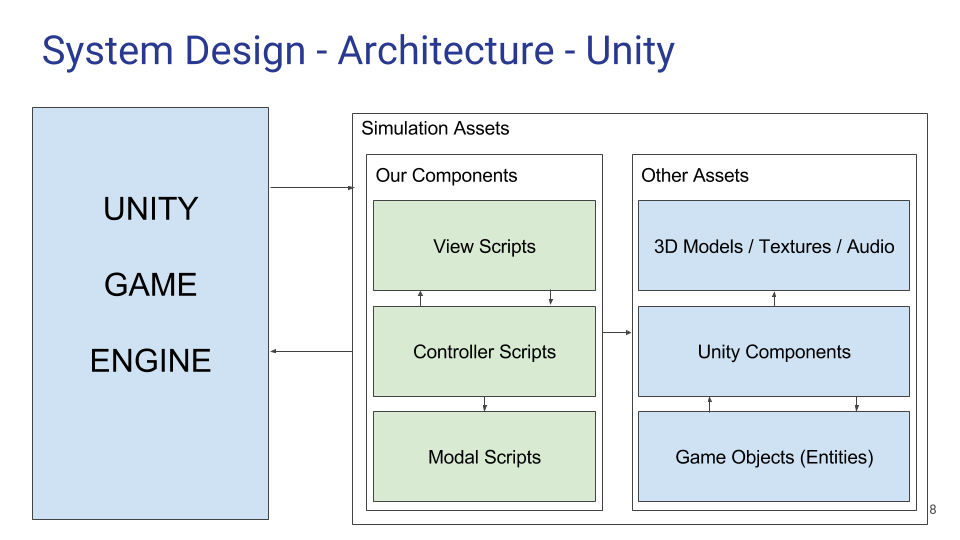 System Design - Architecture - Unity
UNITY
GAME
ENGINE
Simulation Assets
Our Components
View Scripts
Controller Scripts
Modal Scripts
Other Assets
3D Models / Textures / Audio
Unity Components
Game Objects (Entities)
8